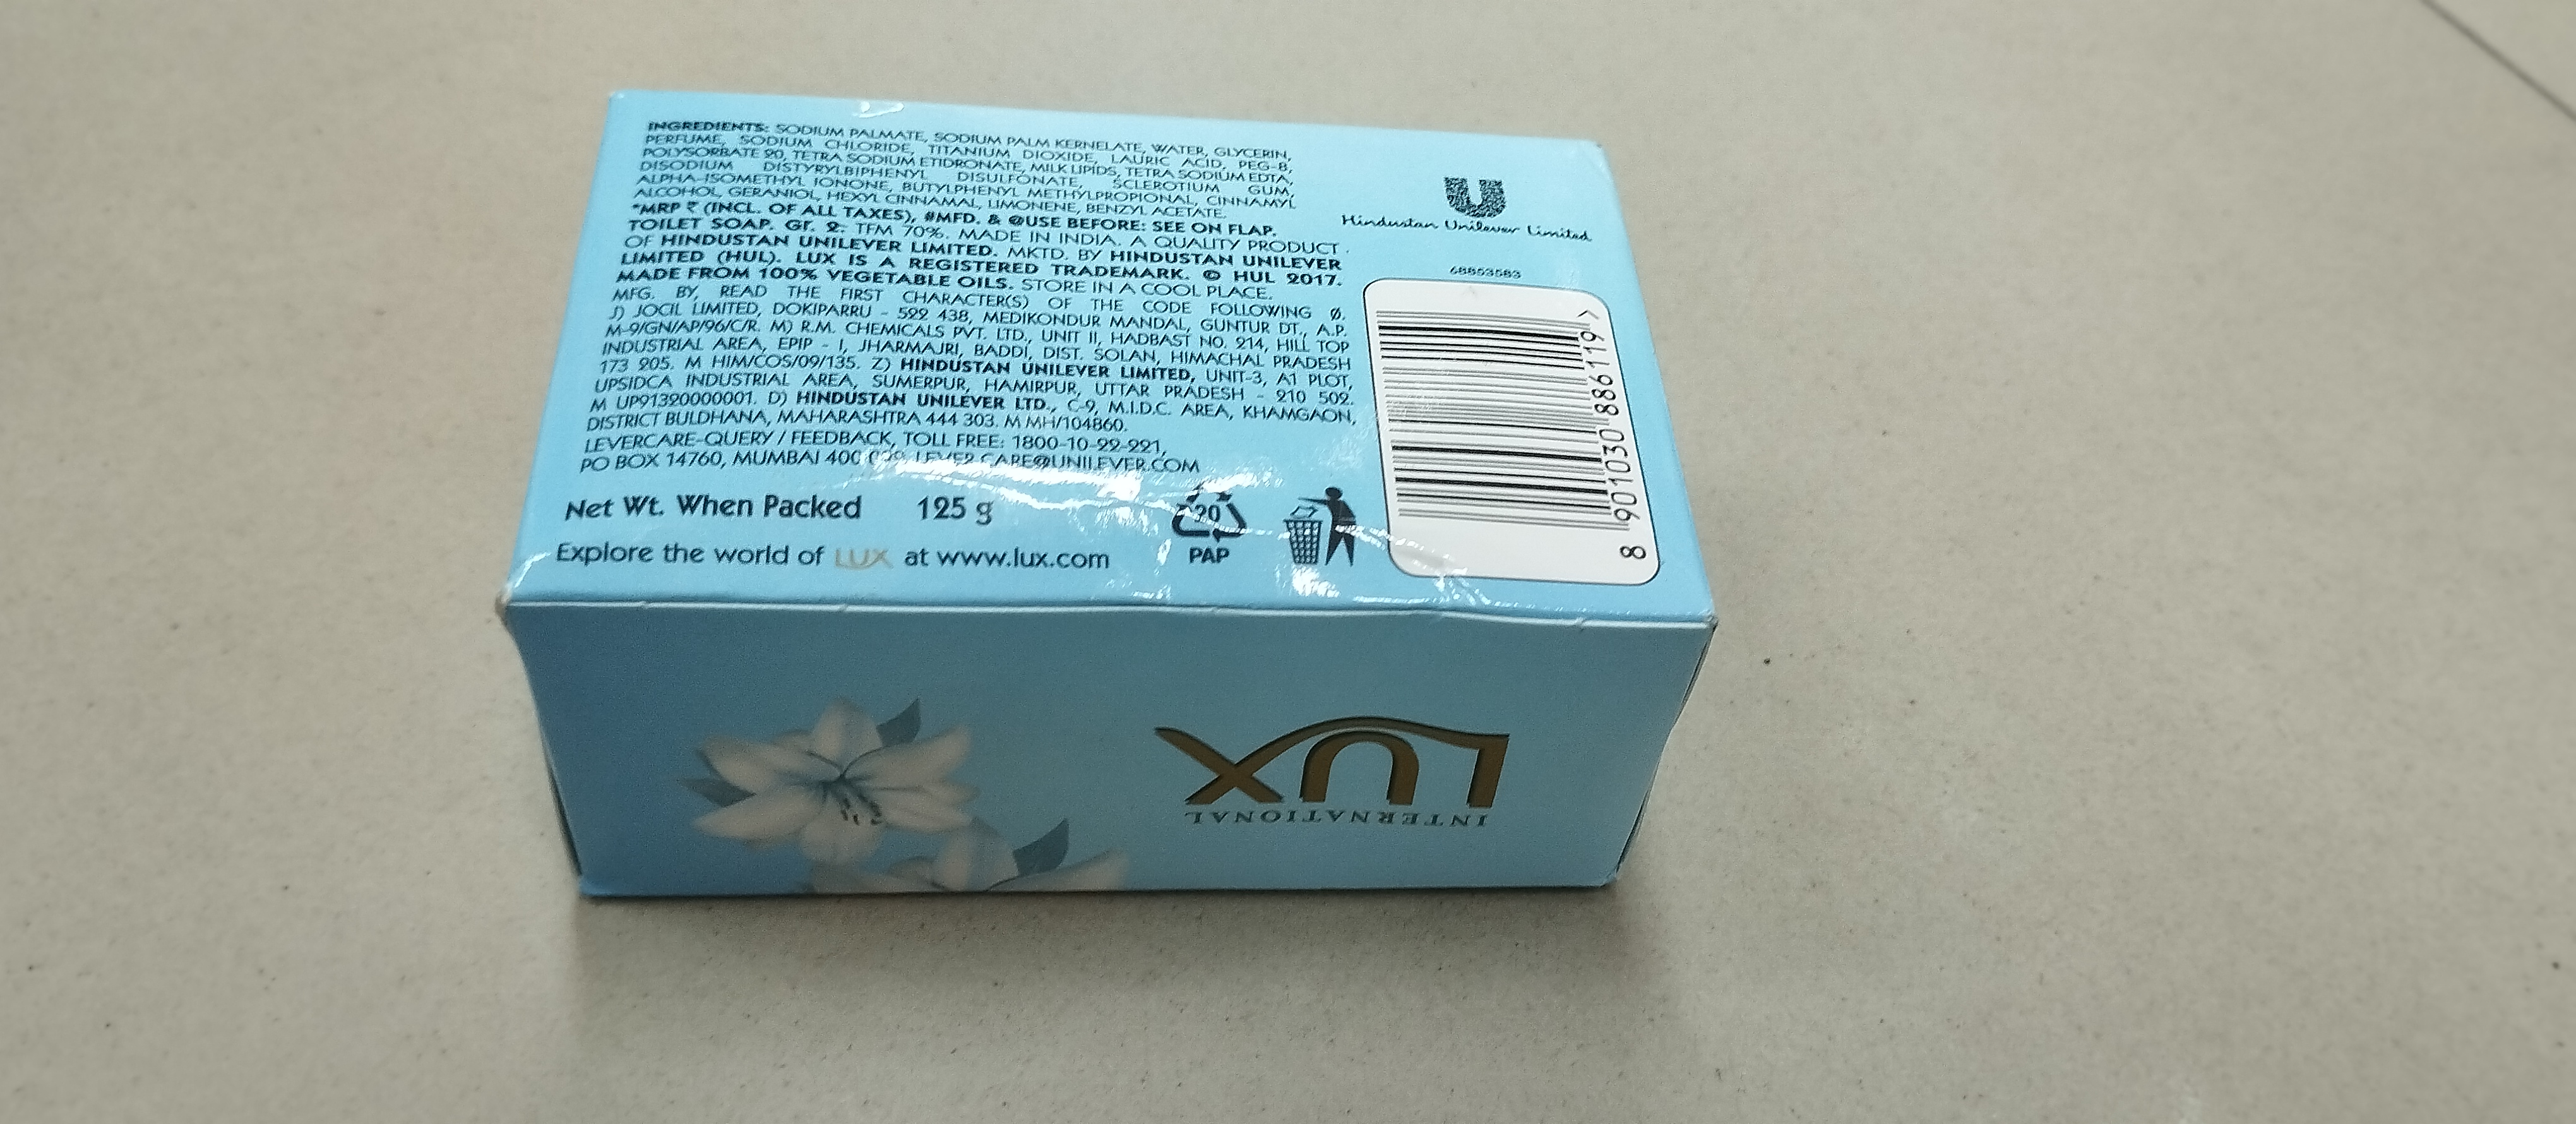 INGREDIENTS: SODIUM PALMATE, SODIUM PALM KERNELATE, WATER, GLYCERIN,
PERFUME, SODIUM CHLORIDE, TITANIUM DIOXIDE, LAURIC ACID, PEG-8,
POLYSORBATE 20, TETRA SODIUM ETIDRONATE, MILK LIPIDS, TETRA SODIUM EDTA,
DISODIUM DISTYRYLBIPHENYL DISULFONATE, SCLEROTIUM GUM,
ALPHA-ISOMETHYL IONONE, BUTYLPHENYL METHYLPROPIONAL, CINNAMYL
ALCOHOL, GERANIOL, HEXYL CINNAMAL, LIMONENE, BENZYL ACETATE.
*MRP ₹ (INCL. OF ALL TAXES), #MFD. & @USE BEFORE: SEE ON FLAP.
TOILET SOAP. Gr. 2. TFM 70%. MADE IN INDIA. A QUALITY PRODUCT
OF HINDUSTAN UNILEVER LIMITED. MKTD. BY HINDUSTAN UNILEVER
LIMITED (HUL). LUX IS A REGISTERED TRADEMARK. © HUL 2017.
MADE FROM 100% VEGETABLE OILS. STORE IN A COOL PLACE.
MFG. BY, READ THE FIRST CHARACTER(S) OF THE CODE FOLLOWING Ø.
J) JOCIL LIMITED, DOKIPARRU - 522 438, MEDIKONDUR MANDAL, GUNTUR DT., A.P.
M-9/GN/AP/96/C/R. M) R.M. CHEMICALS PVT. LTD., UNIT II, HADBAST NO. 214, HILL TOP
INDUSTRIAL AREA, EPIP - I, JHARMAJRI, BADDI, DIST. SOLAN, HIMACHAL PRADESH
173 205. M HIM/COS/09/135. Z) HINDUSTAN UNILEVER LIMITED, UNIT-3, A1 PLOT,
UPSIDCA INDUSTRIAL AREA, SUMERPUR, HAMIRPUR, UTTAR PRADESH - 210 502.
M UP91320000001. D) HINDUSTAN UNILEVER LTD., C-9, M.I.D.C. AREA, KHAMGAON,
DISTRICT BULDHANA, MAHARASHTRA 444 303. M MH/104860.
LEVERCARE-QUERY / FEEDBACK, TOLL FREE: 1800-10-22-221,
PO BOX 14760, MUMBAI 400 LEVER.CARE@UNILEVER.COM
Net Wt. When Packed 125 g
Explore the world of LUX at www.lux.com
20
PAP
Hindustan Unilever Limited
68853583
8 901030 886119 >
LUX
INTERNATIONAL